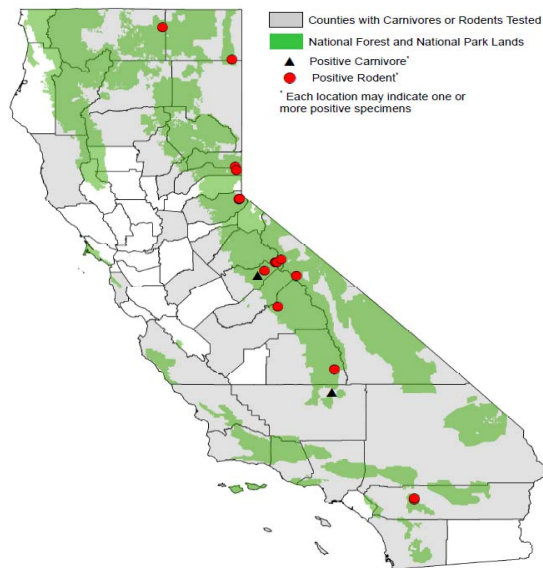 Counties with Carnivores or Rodents Tested
National Forest and National Park Lands
Positive Carnivore*
Positive Rodent*
* Each location may indicate one or
more positive specimens